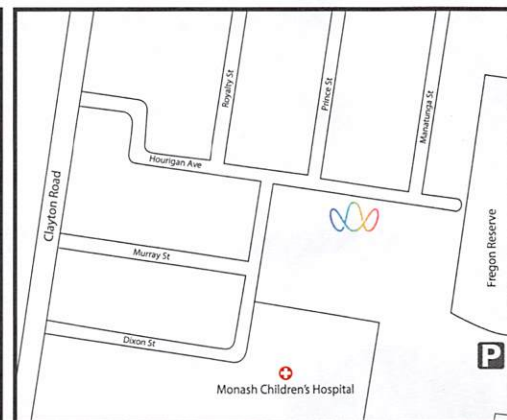 Royalty St
Prince St
Manatunga St
Hourigan Ave
Clayton Road
Murray St
Fregon Reserve
Dixon St
P
Monash Children's Hospital